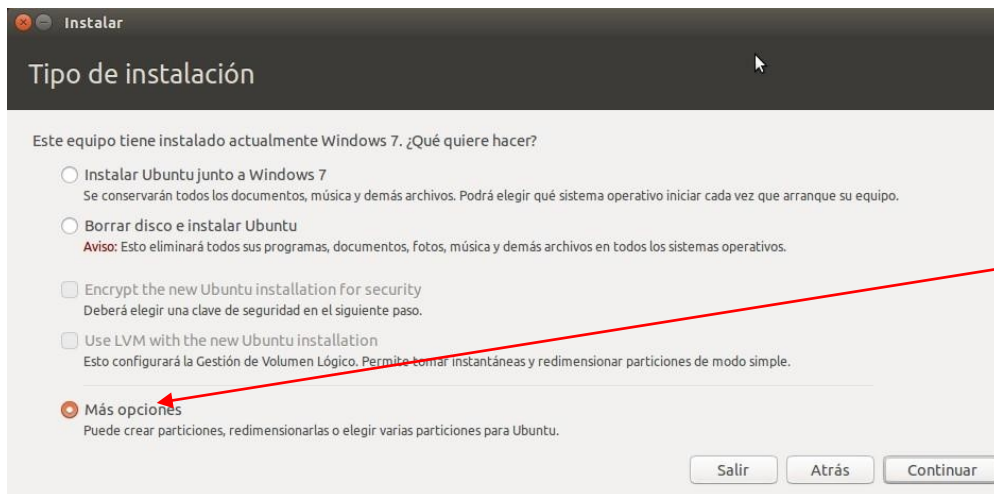 Instalar
Tipo de instalación
Este equipo tiene instalado actualmente Windows 7. ¿Qué quiere hacer?
Instalar Ubuntu junto a Windows 7
Se conservarán todos los documentos, música y demás archivos. Podrá elegir qué sistema operativo iniciar cada vez que arranque su equipo.
Borrar disco e instalar Ubuntu
Aviso: Esto eliminará todos sus programas, documentos, fotos, música y demás archivos en todos los sistemas operativos.
Encrypt the new Ubuntu installation for security
Deberá elegir una clave de seguridad en el siguiente paso.
Use LVM with the new Ubuntu installation
Esto configurará la Gestión de Volumen Lógico. Permite tomar instantáneas y redimensionar particiones de modo simple.
Más opciones
Puede crear particiones, redimensionarlas o elegir varias particiones para Ubuntu.
Salir Atrás Continuar